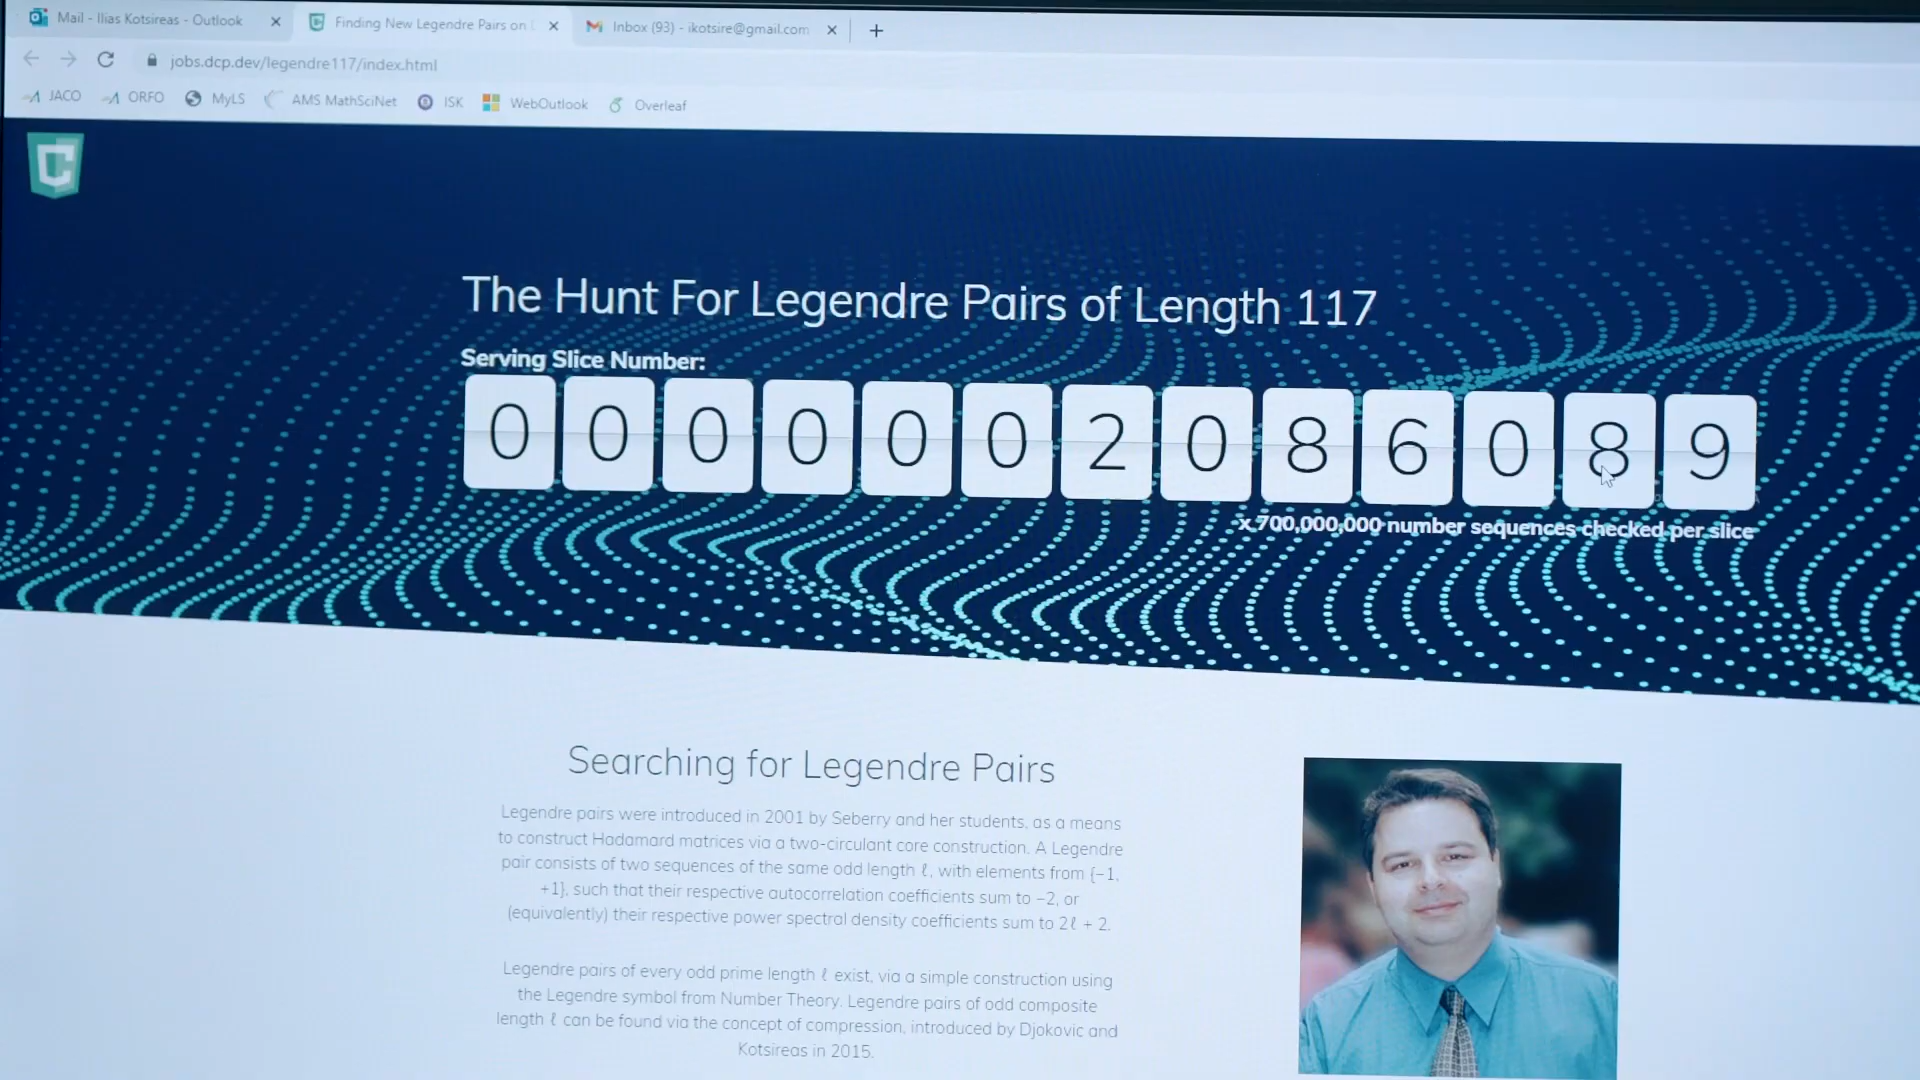 Mail - Ilias Kotsireas - Outlook
Finding New Legendre Pairs on
Inbox (93) - ikotsire@gmail.com
jobs.dcp.dev/legendre117/index.html
JACO ORFO MyLS AMS MathSciNet ISK WebOutlook Overleaf
The Hunt For Legendre Pairs of Length 117
Serving Slice Number:
0 0 0 0 0 0 2 0 8 6 0 8 9
x 700,000,000 number sequences checked per slice
Searching for Legendre Pairs
Legendre pairs were introduced in 2001 by Seberry and her students, as a means
to construct Hadamard matrices via a two-circulant core construction. A Legendre
pair consists of two sequences of the same odd length ℓ, with elements from {−1,
+1}, such that their respective autocorrelation coefficients sum to −2, or
(equivalently) their respective power spectral density coefficients sum to 2ℓ + 2.
Legendre pairs of every odd prime length ℓ exist, via a simple construction using
the Legendre symbol from Number Theory. Legendre pairs of odd composite
length ℓ can be found via the concept of compression, introduced by Djokovic and
Kotsireas in 2015.